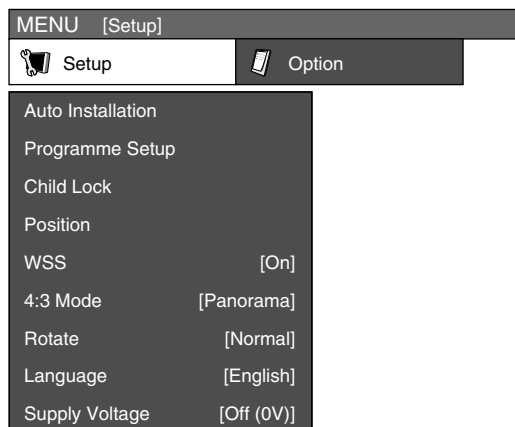 MENU [Setup]
Setup Option
Auto Installation
Programme Setup
Child Lock
Position
WSS [On]
4:3 Mode [Panorama]
Rotate [Normal]
Language [English]
Supply Voltage [Off (0V)]